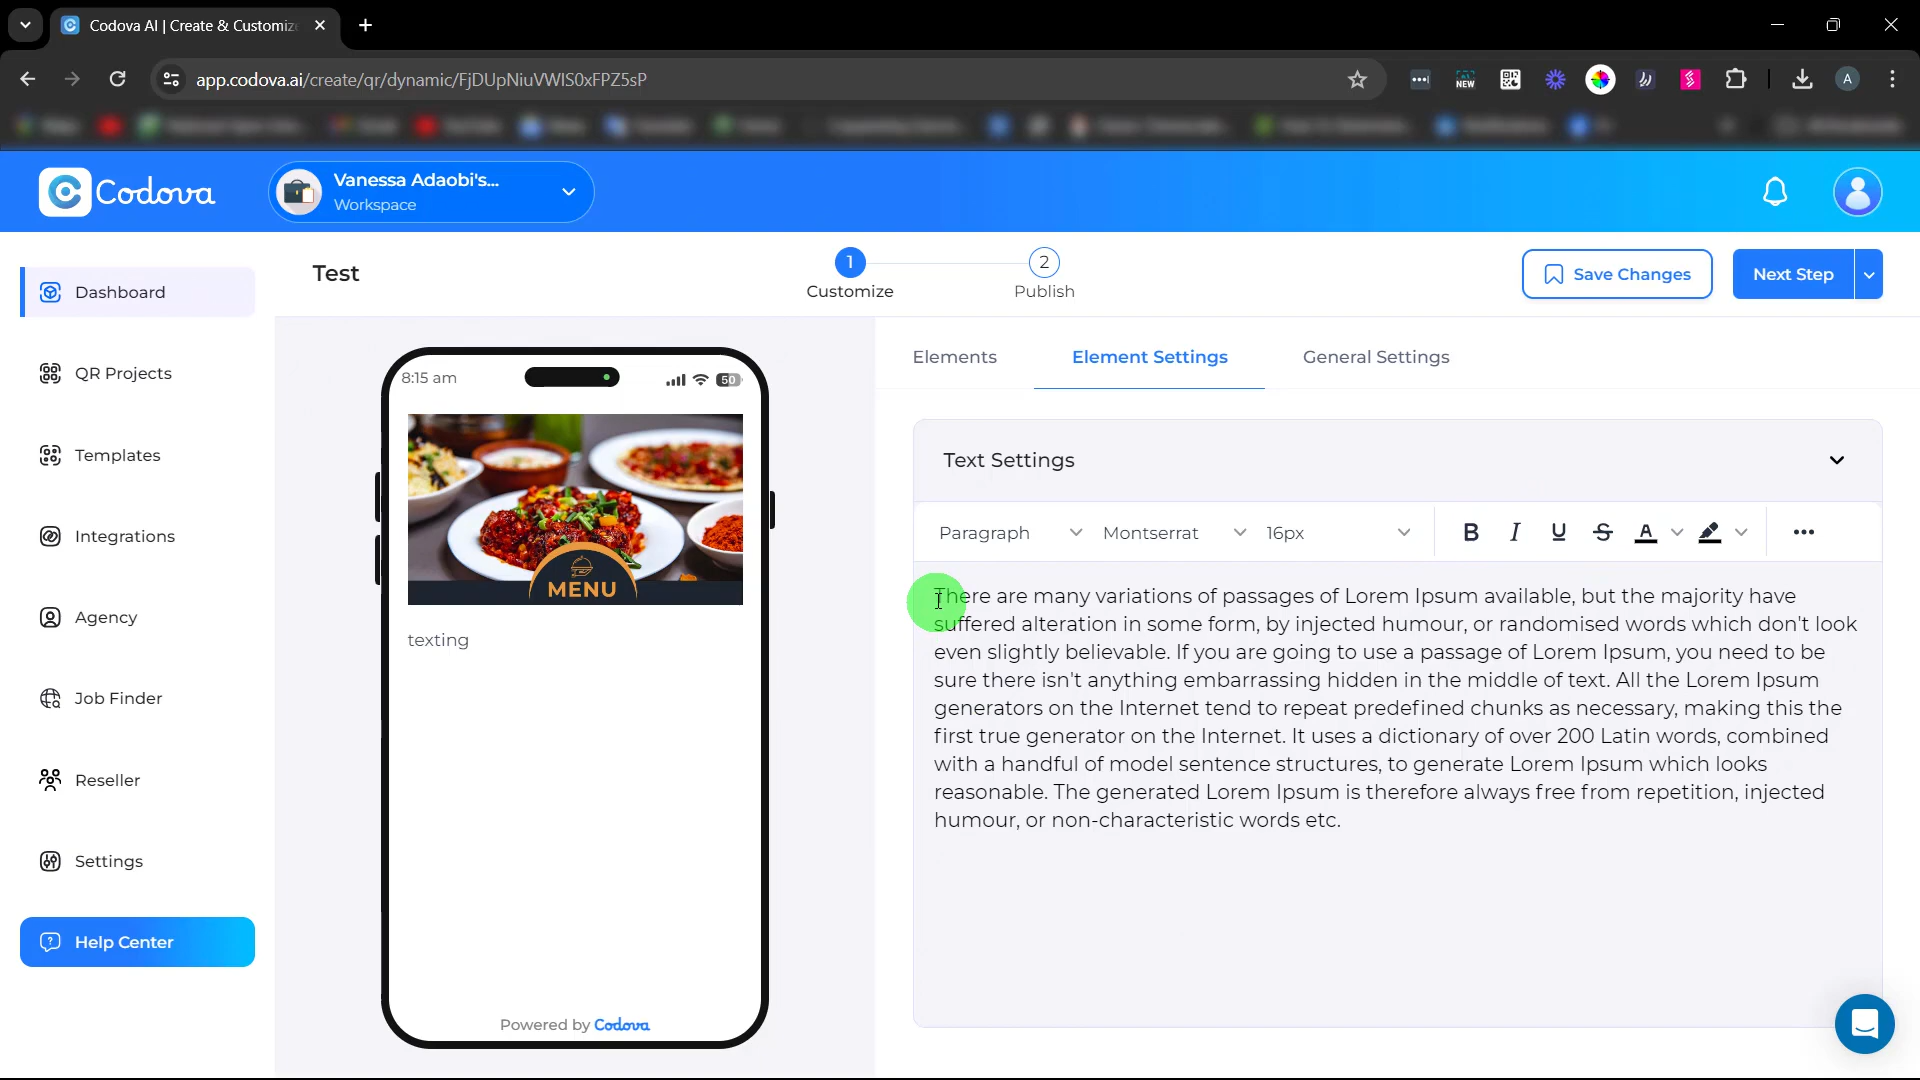 Codova AI | Create & Customiz
app.codova.ai/create/qr/dynamic/FjDUpNiuVWIS0xFPZ5sP
NEW
A
Codova
Vanessa Adaobi's...
Workspace
Dashboard
QR Projects
Templates
Integrations
Agency
Job Finder
Reseller
Settings
Help Center
Test
1
Customize
2
Publish
Save Changes
Next Step
8:15 am
50
MENU
texting
Powered by Codova
Elements
Element Settings
General Settings
Text Settings
Paragraph
Montserrat
16px
B I U S A
There are many variations of passages of Lorem Ipsum available, but the majority have
suffered alteration in some form, by injected humour, or randomised words which don't look
even slightly believable. If you are going to use a passage of Lorem Ipsum, you need to be
sure there isn't anything embarrassing hidden in the middle of text. All the Lorem Ipsum
generators on the Internet tend to repeat predefined chunks as necessary, making this the
first true generator on the Internet. It uses a dictionary of over 200 Latin words, combined
with a handful of model sentence structures, to generate Lorem Ipsum which looks
reasonable. The generated Lorem Ipsum is therefore always free from repetition, injected
humour, or non-characteristic words etc.